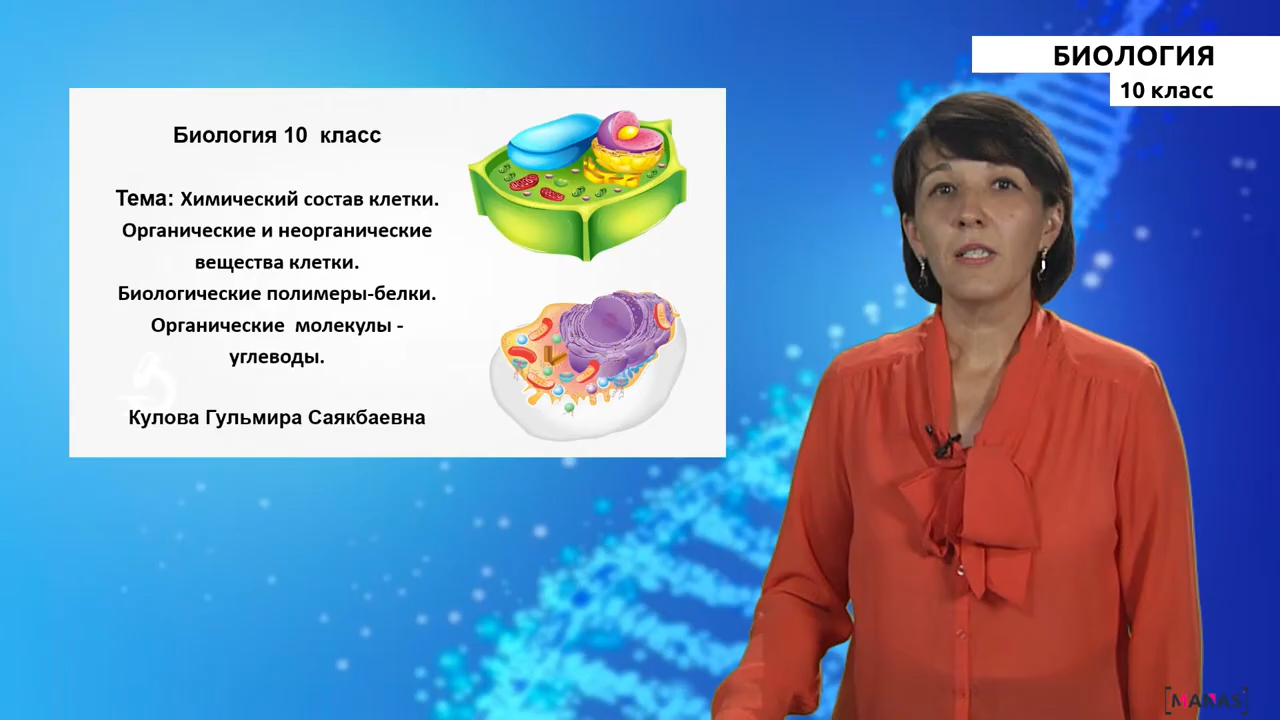 БИОЛОГИЯ
10 класс
Биология 10 класс
Тема: Химический состав клетки.
Органические и неорганические
вещества клетки.
Биологические полимеры-белки.
Органические молекулы -
углеводы.
Кулова Гульмира Саякбаевна
[MANAS]